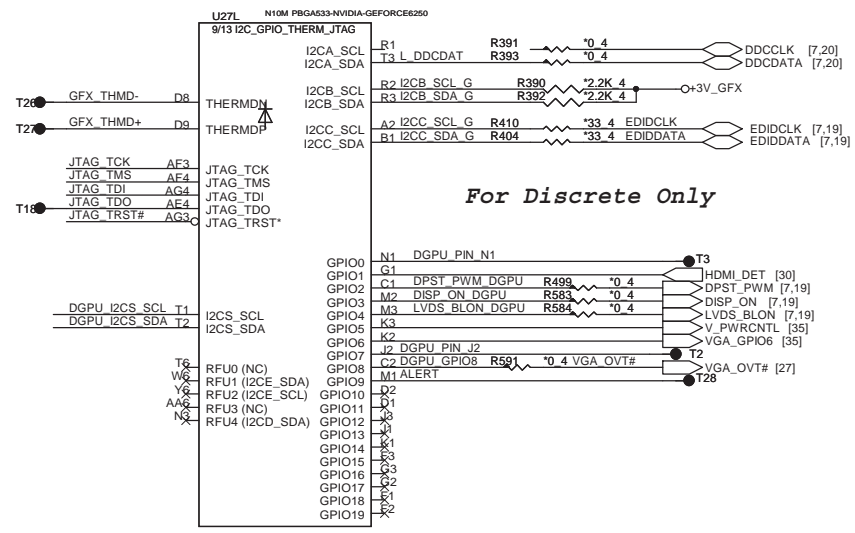 U27L N10M PBGA533-NVIDIA-GEFORCE6250
9/13 I2C_GPIO_THERM_JTAG
I2CA_SCL R1 R391 *0_4 DDCCLK [7,20]
I2CA_SDA T3 L_DDCDAT R393 *0_4 DDCDATA [7,20]
I2CB_SCL R2 I2CB_SCL_G R390 *2.2K_4 +3V_GFX
I2CB_SDA R3 I2CB_SDA_G R392 *2.2K_4
T26 GFX_THMD- D8 THERMDN
T27 GFX_THMD+ D9 THERMDP
I2CC_SCL A2 I2CC_SCL_G R410 *33_4 EDIDCLK EDIDCLK [7,19]
I2CC_SDA B1 I2CC_SDA_G R404 *33_4 EDIDDATA EDIDDATA [7,19]
JTAG_TCK AF3 JTAG_TCK
JTAG_TMS AF4 JTAG_TMS
JTAG_TDI AG4 JTAG_TDI
T18 JTAG_TDO AE4 JTAG_TDO
JTAG_TRST# AG3 JTAG_TRST*
For Discrete Only
GPIO0 N1 DGPU_PIN_N1 T3
GPIO1 G1 HDMI_DET [30]
GPIO2 C1 DPST_PWM_DGPU R499 *0_4 DPST_PWM [7,19]
GPIO3 M2 DISP_ON_DGPU R583 *0_4 DISP_ON [7,19]
GPIO4 M3 LVDS_BLON_DGPU R584 *0_4 LVDS_BLON [7,19]
GPIO5 K3 V_PWRCNTL [35]
GPIO6 K2 VGA_GPIO6 [35]
GPIO7 J2 DGPU_PIN_J2 T2
GPIO8 C2 DGPU_GPIO8 R591 *0_4 VGA_OVT# VGA_OVT# [27]
GPIO9 M1 ALERT T28
DGPU_I2CS_SCL T1 I2CS_SCL
DGPU_I2CS_SDA T2 I2CS_SDA
T6 RFU0 (NC)
W6 RFU1 (I2CE_SDA)
Y6 RFU2 (I2CE_SCL)
AA6 RFU3 (NC)
N3 RFU4 (I2CD_SDA)
GPIO10 D2
GPIO11 D1
GPIO12 J3
GPIO13 J1
GPIO14 K1
GPIO15 F3
GPIO16 G3
GPIO17 G2
GPIO18 F1
GPIO19 F2